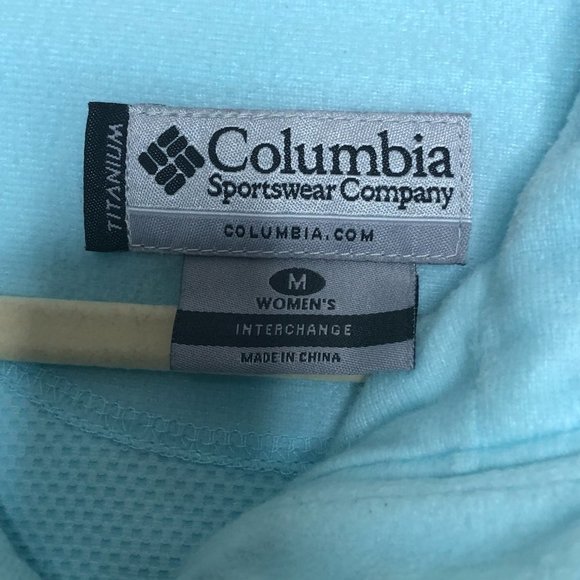 TITANIUM
Columbia
Sportswear Company
COLUMBIA.COM
M
WOMEN'S
INTERCHANGE
MADE IN CHINA